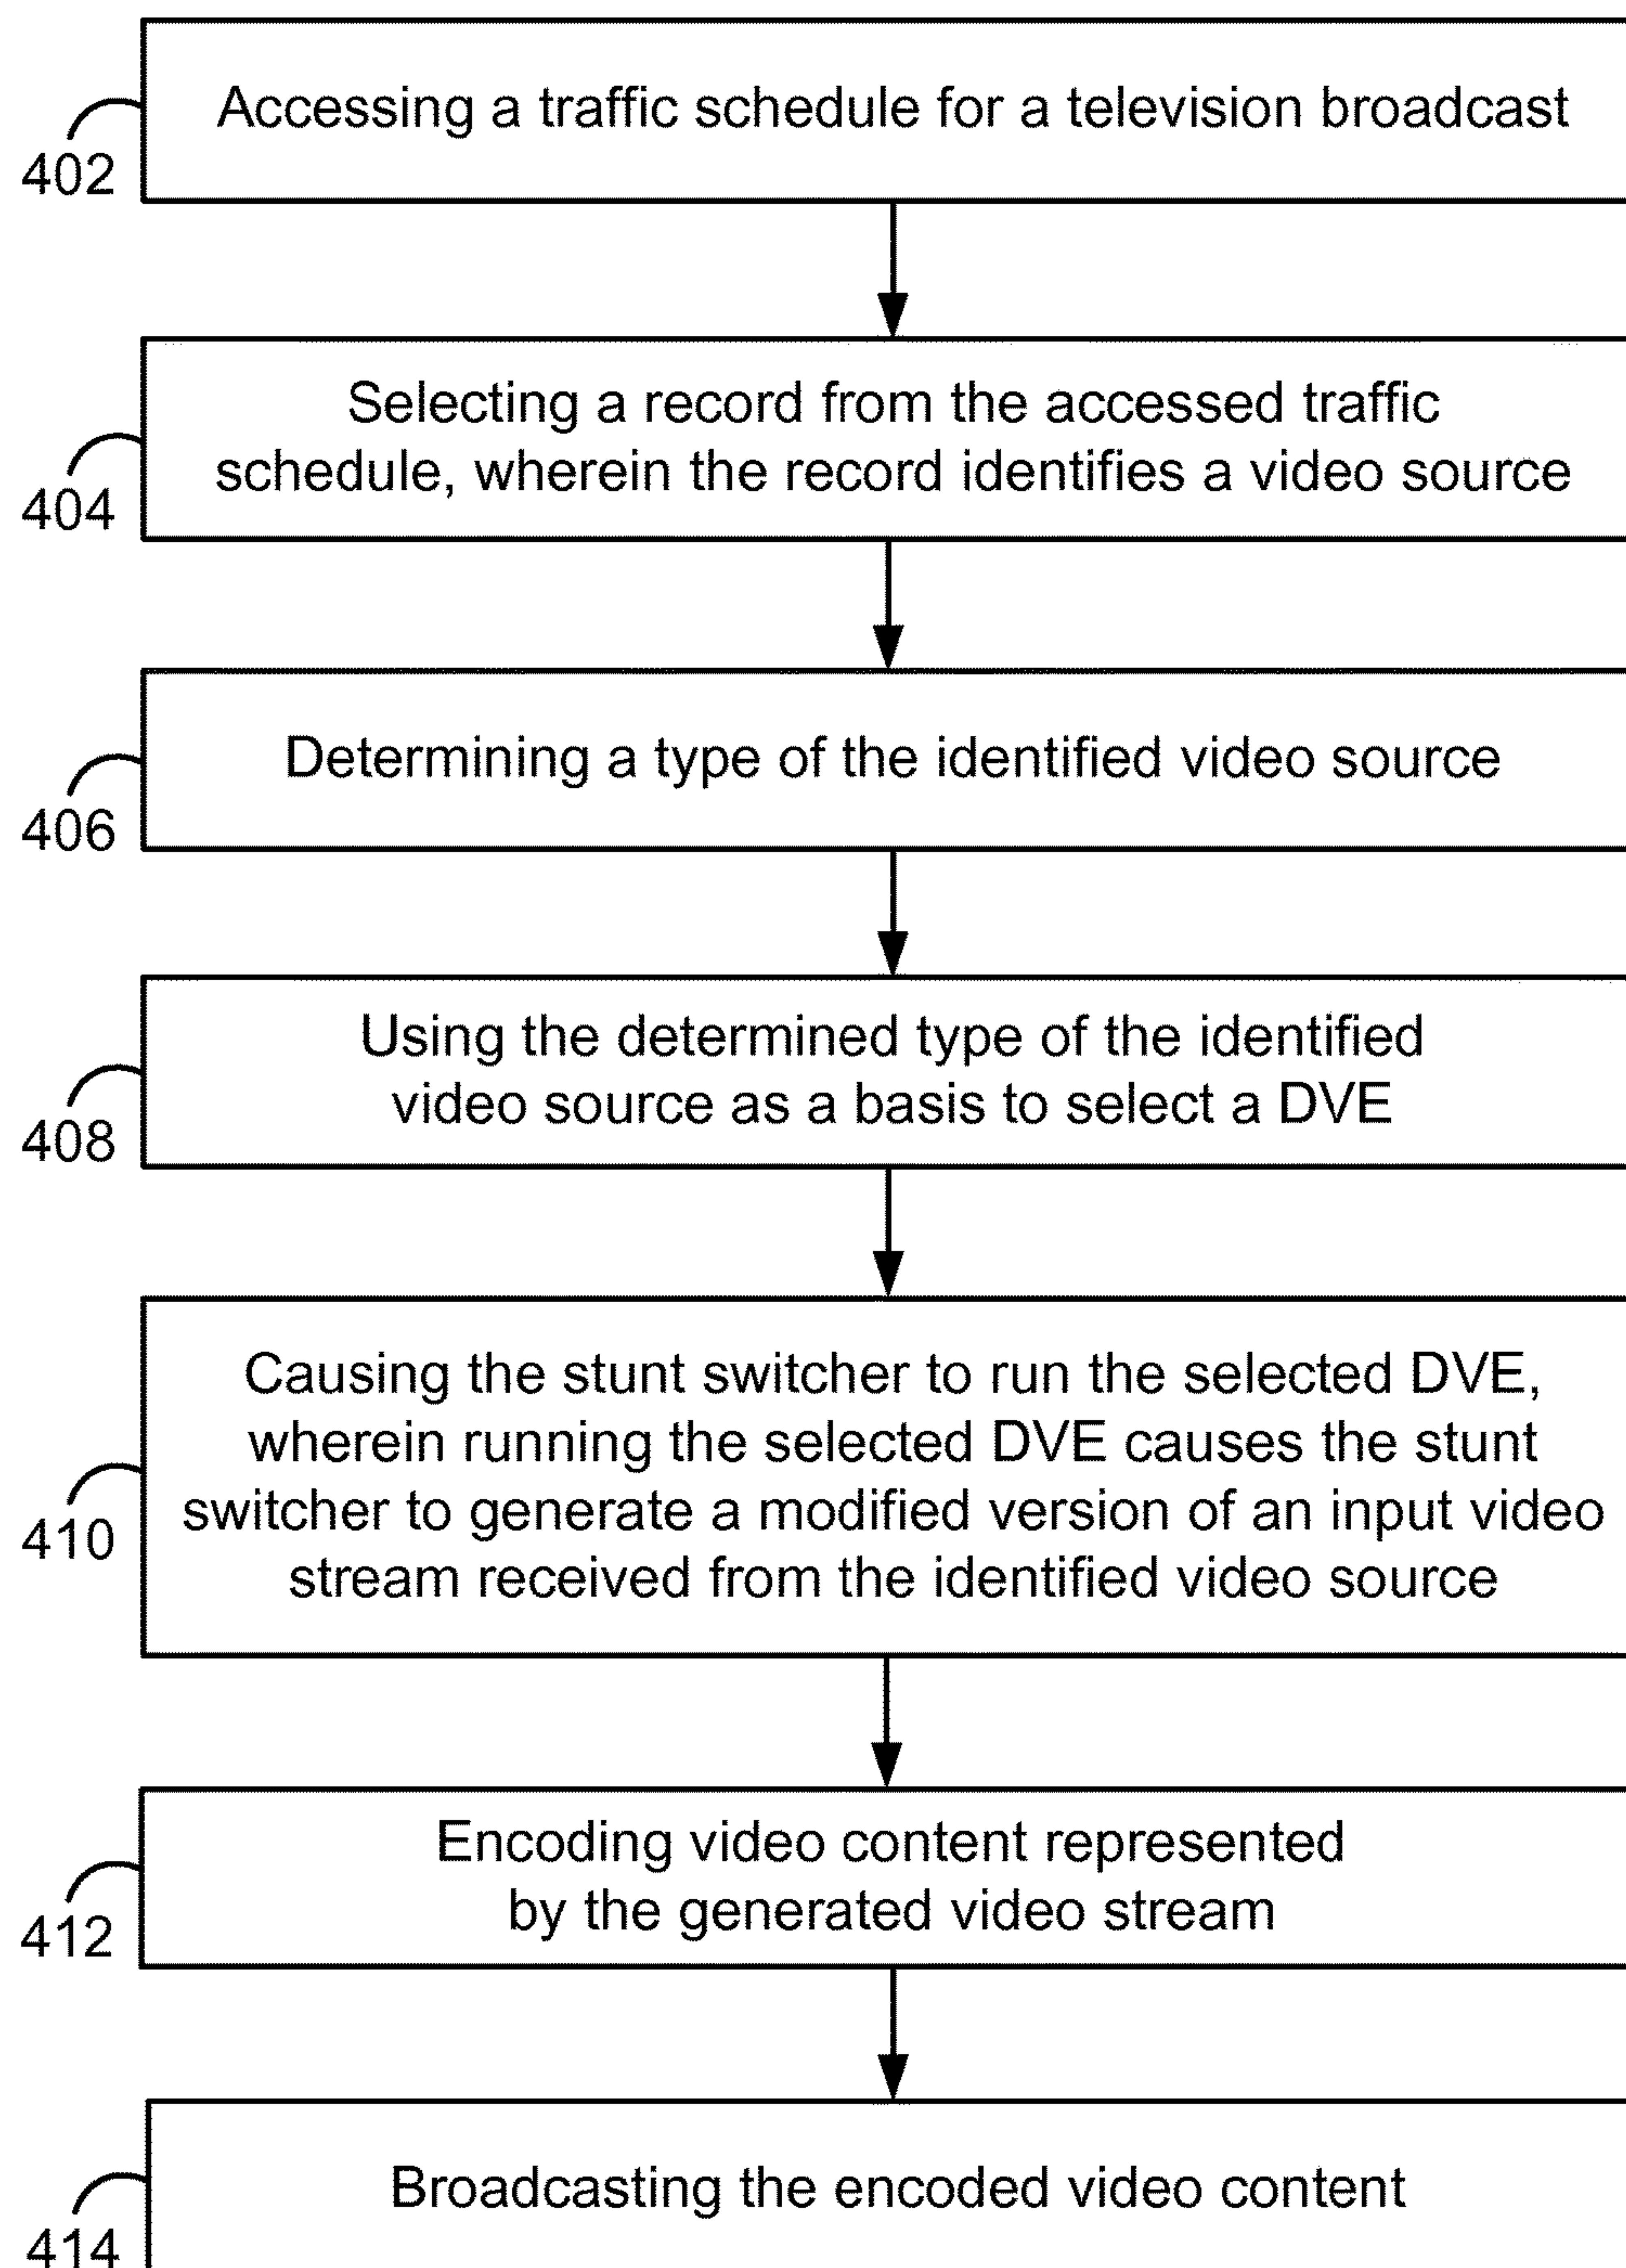 Accessing a traffic schedule for a television broadcast
402
Selecting a record from the accessed traffic
schedule, wherein the record identifies a video source
404
Determining a type of the identified video source
406
Using the determined type of the identified
video source as a basis to select a DVE
408
Causing the stunt switcher to run the selected DVE,
wherein running the selected DVE causes the stunt
switcher to generate a modified version of an input video
stream received from the identified video source
410
Encoding video content represented
by the generated video stream
412
Broadcasting the encoded video content
414